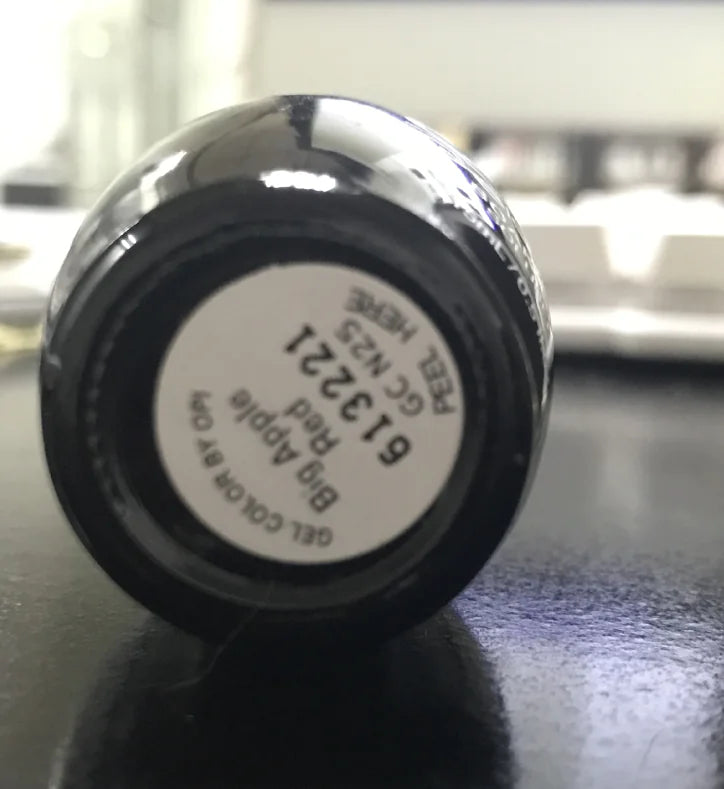 GEL COLOR BY OPI
Big Apple
Red
613221
GC N25
PEEL HERE